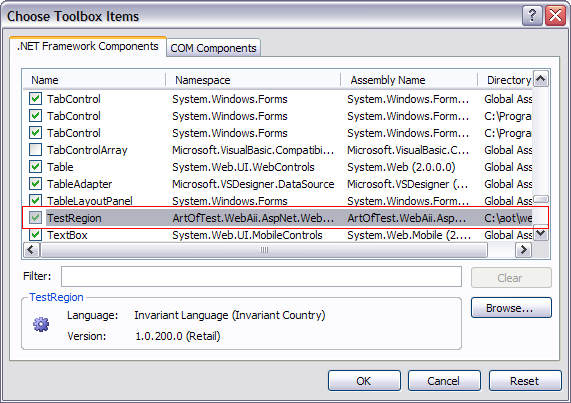 Choose Toolbox Items
.NET Framework Components COM Components
Name Namespace Assembly Name Directory
TabControl System.Windows.Forms System.Windows.Forms... Global Ass
TabControl System.Windows.Forms System.Windows.Form... C:\Progra
TabControl System.Windows.Forms System.Windows.Form... C:\Progra
TabControlArray Microsoft.VisualBasic.Compatibi... Microsoft.VisualBasic.... Global Ass
Table System.Web.UI.WebControls System.Web (2.0.0.0) Global Ass
TableAdapter Microsoft.VSDesigner.DataSource Microsoft.VSDesigner (... Global Ass
TableLayoutPanel System.Windows.Forms System.Windows.Form... Global Ass
TestRegion ArtOfTest.WebAii.AspNet.Web... ArtOfTest.WebAii.Asp... C:\aot\we
TextBox System.Web.UI.MobileControls System.Web.Mobile (2.... Global Ass
Filter: Clear
TestRegion
Language: Invariant Language (Invariant Country)
Version: 1.0.200.0 (Retail)
Browse...
OK Cancel Reset